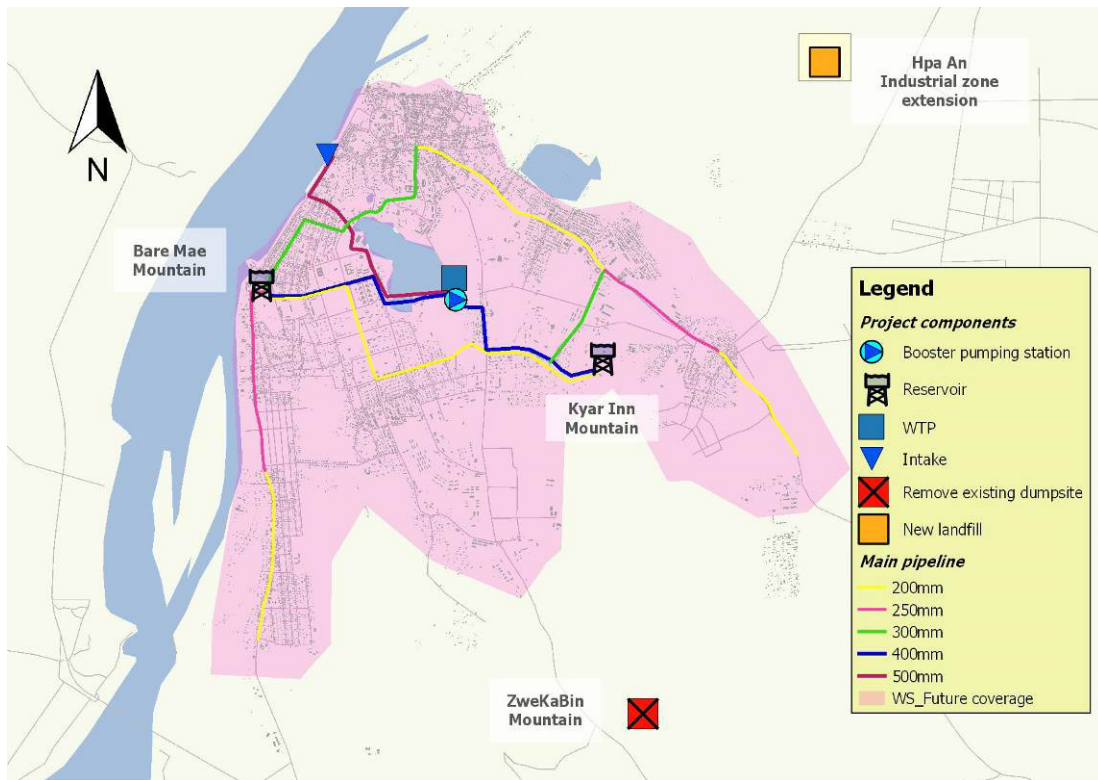 Hpa An
Industrial zone
extension
N
Bare Mae
Mountain
Kyar Inn
Mountain
ZweKaBin
Mountain
Legend
Project components
Booster pumping station
Reservoir
WTP
Intake
Remove existing dumpsite
New landfill
Main pipeline
200mm
250mm
300mm
400mm
500mm
WS_Future coverage